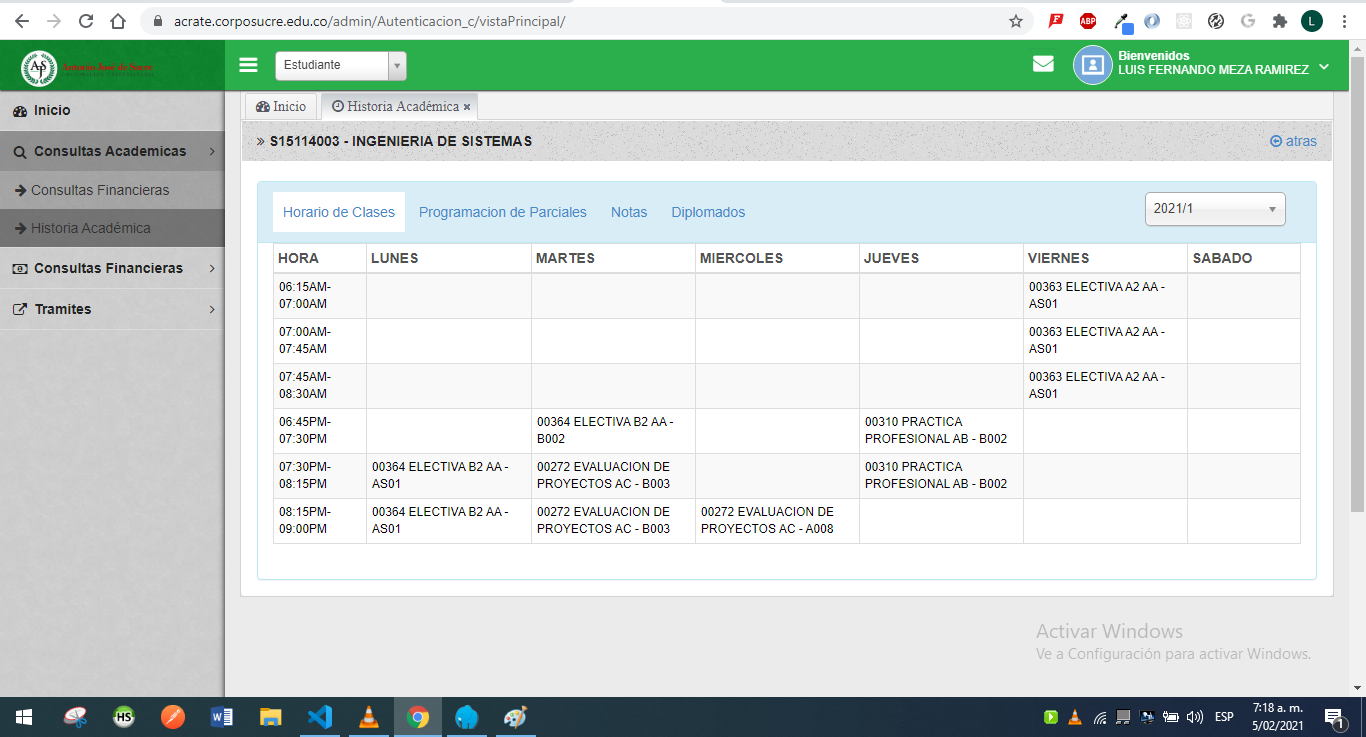 acrate.corposucre.edu.co/admin/Autenticacion_c/vistaPrincipal/
ABP
L
Estudiante
Bienvenidos
LUIS FERNANDO MEZA RAMIREZ
Inicio
Consultas Academicas
Consultas Financieras
Historia Académica
Consultas Financieras
Tramites
Inicio
Historia Académica ×
» S15114003 - INGENIERIA DE SISTEMAS
atras
Horario de Clases Programacion de Parciales Notas Diplomados
2021/1
HORA LUNES MARTES MIERCOLES JUEVES VIERNES SABADO
06:15AM- 00363 ELECTIVA A2 AA -
07:00AM AS01
07:00AM- 00363 ELECTIVA A2 AA -
07:45AM AS01
07:45AM- 00363 ELECTIVA A2 AA -
08:30AM AS01
06:45PM- 00364 ELECTIVA B2 AA - 00310 PRACTICA
07:30PM B002 PROFESIONAL AB - B002
07:30PM- 00364 ELECTIVA B2 AA - 00272 EVALUACION DE 00310 PRACTICA
08:15PM AS01 PROYECTOS AC - B003 PROFESIONAL AB - B002
08:15PM- 00364 ELECTIVA B2 AA - 00272 EVALUACION DE 00272 EVALUACION DE
09:00PM AS01 PROYECTOS AC - B003 PROYECTOS AC - A008
Activar Windows
Ve a Configuración para activar Windows.
HS
ESP
7:18 a. m.
5/02/2021
1